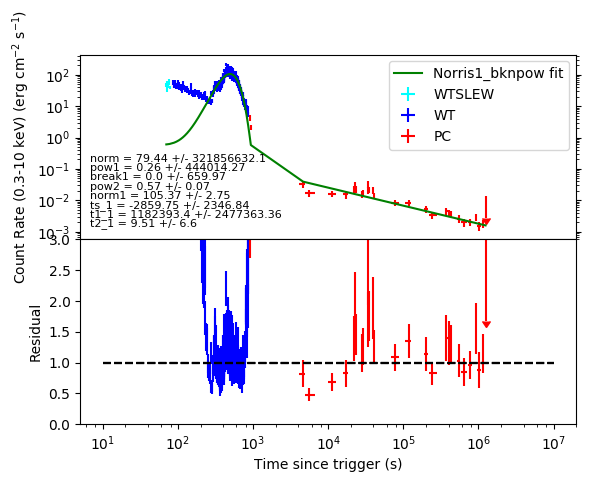 Count Rate (0.3-10 keV) (erg cm⁻² s⁻¹)
10²
10¹
10⁰
10⁻¹
10⁻²
10⁻³
Norris1_bknpow fit
WTSLEW
WT
PC
norm = 79.44 +/- 321856632.1
pow1 = 0.26 +/- 444014.27
break1 = 0.0 +/- 659.97
pow2 = 0.57 +/- 0.07
norm1 = 105.37 +/- 2.75
ts_1 = -2859.75 +/- 2346.84
t1_1 = 1182393.4 +/- 2477363.36
t2_1 = 9.51 +/- 6.6
Residual
3.0
2.5
2.0
1.5
1.0
0.5
0.0
10¹ 10² 10³ 10⁴ 10⁵ 10⁶ 10⁷
Time since trigger (s)